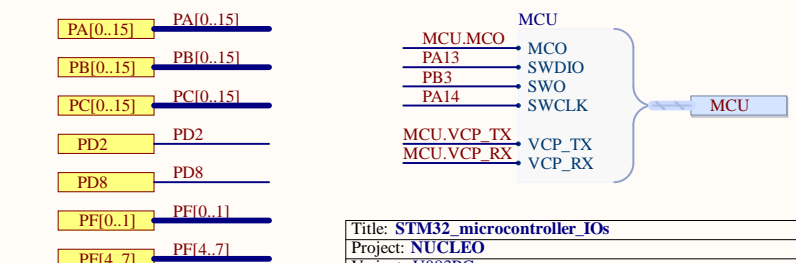 PA[0..15] PA[0..15]
PB[0..15] PB[0..15]
PC[0..15] PC[0..15]
PD2 PD2
PD8 PD8
PF[0..1] PF[0..1]
PF[4..7] PF[4..7]
MCU
MCU.MCO MCO
PA13 SWDIO
PB3 SWO
PA14 SWCLK
MCU.VCP_TX VCP_TX
MCU.VCP_RX VCP_RX
MCU
Title: STM32_microcontroller_IOs
Project: NUCLEO